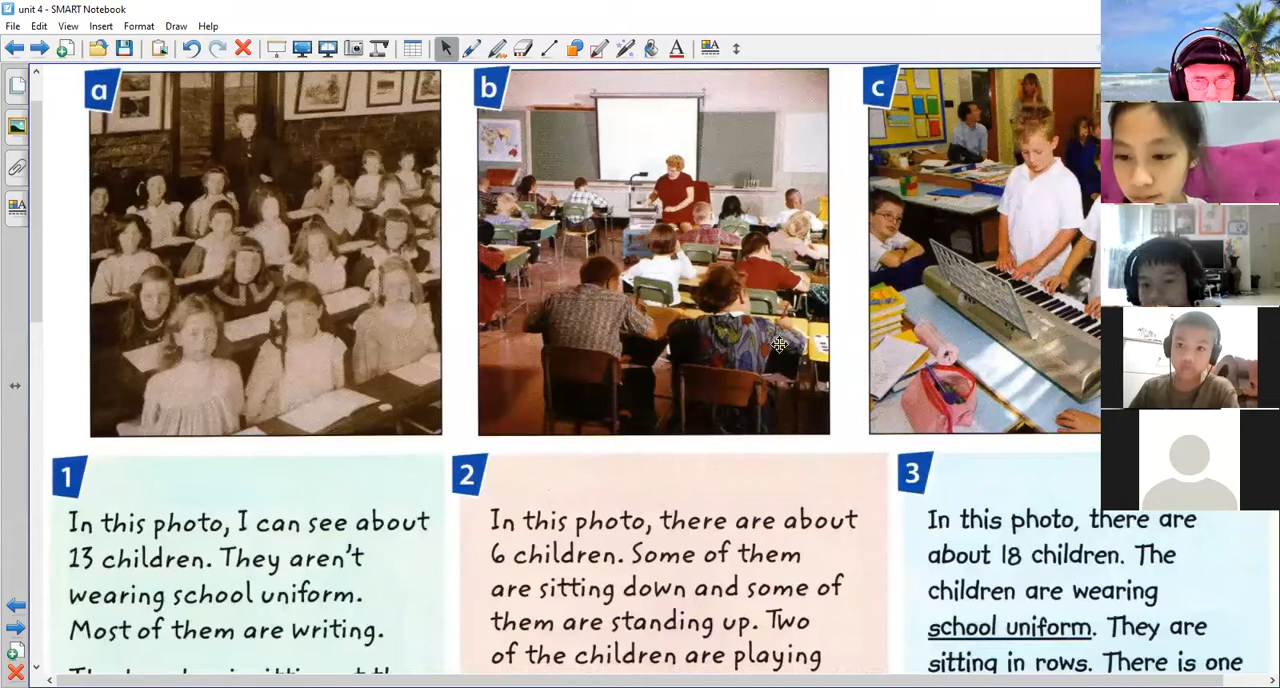 unit 4 - SMART Notebook
File Edit View Insert Format Draw Help
a
b
c
1
In this photo, I can see about
13 children. They aren't
wearing school uniform.
Most of them are writing.
2
In this photo, there are about
6 children. Some of them
are sitting down and some of
them are standing up. Two
of the children are playing
3
In this photo, there are
about 18 children. The
children are wearing
school uniform. They are
sitting in rows. There is one